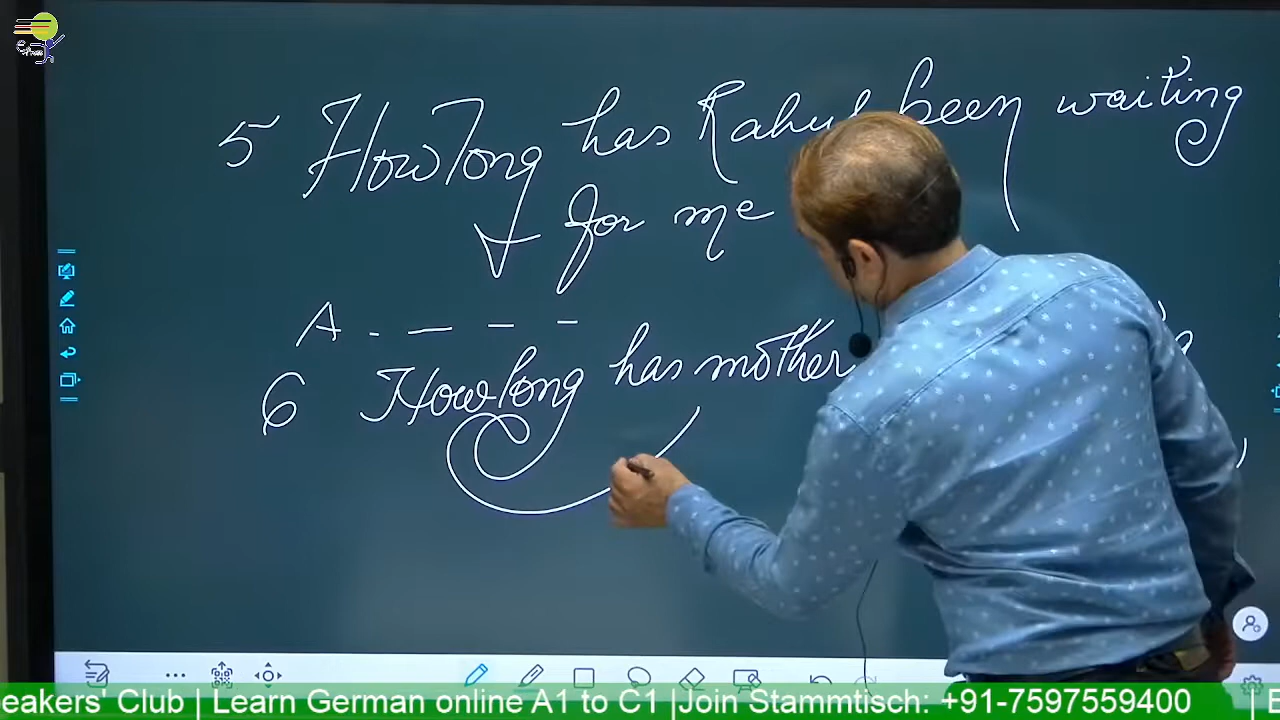 5 How long has Rahul been waiting
for me
A. - - -
6 How long has mother
eakers' Club | Learn German online A1 to C1 | Join Stammtisch: +91-7597559400 | E